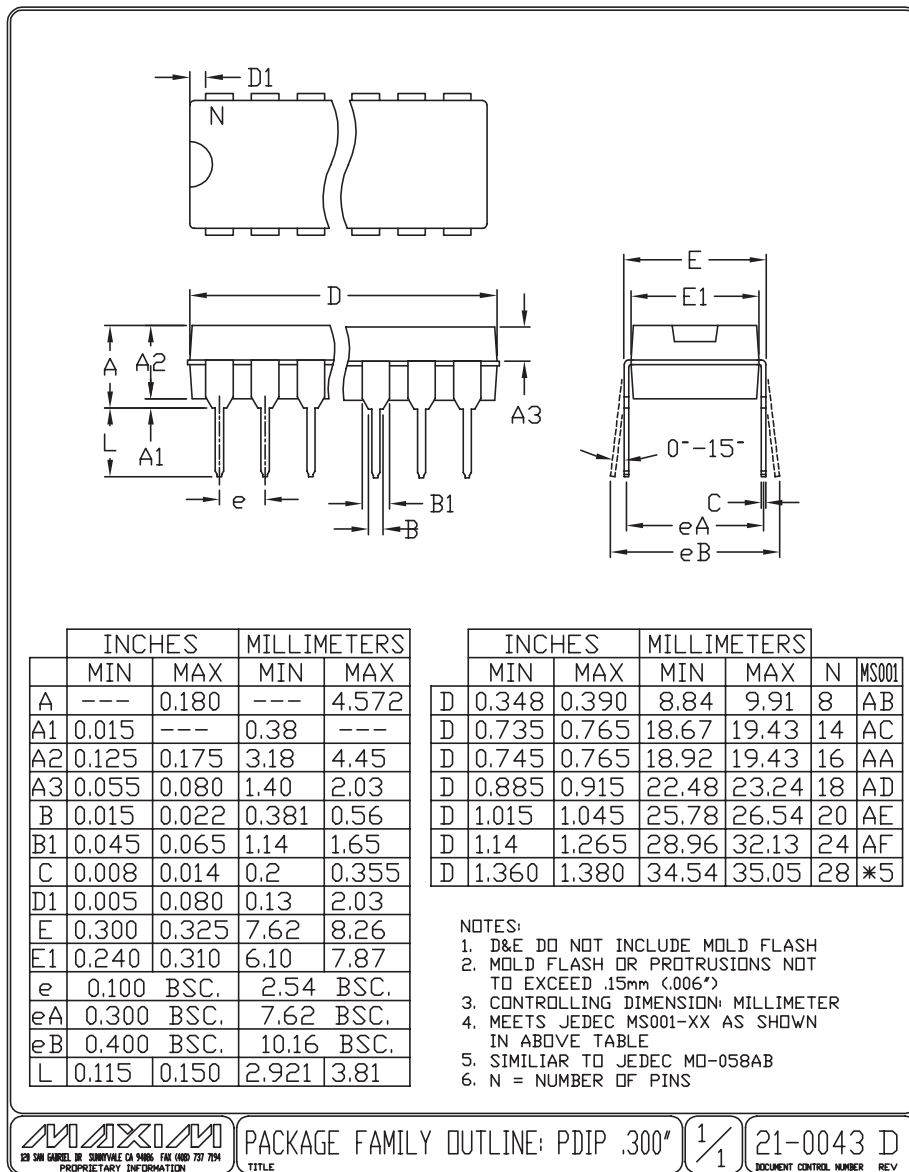 D1
N
D
E
E1
A
A2
A3
L
A1
e
B1
B
0°-15°
C
eA
eB
INCHES MILLIMETERS
MIN MAX MIN MAX
A --- 0.180 --- 4.572
A1 0.015 --- 0.38 ---
A2 0.125 0.175 3.18 4.45
A3 0.055 0.080 1.40 2.03
B 0.015 0.022 0.381 0.56
B1 0.045 0.065 1.14 1.65
C 0.008 0.014 0.2 0.355
D1 0.005 0.080 0.13 2.03
E 0.300 0.325 7.62 8.26
E1 0.240 0.310 6.10 7.87
e 0.100 BSC. 2.54 BSC.
eA 0.300 BSC. 7.62 BSC.
eB 0.400 BSC. 10.16 BSC.
L 0.115 0.150 2.921 3.81
INCHES MILLIMETERS
MIN MAX MIN MAX N MS001
D 0.348 0.390 8.84 9.91 8 AB
D 0.735 0.765 18.67 19.43 14 AC
D 0.745 0.765 18.92 19.43 16 AA
D 0.885 0.915 22.48 23.24 18 AD
D 1.015 1.045 25.78 26.54 20 AE
D 1.14 1.265 28.96 32.13 24 AF
D 1.360 1.380 34.54 35.05 28 *5
NOTES:
1. D&E DO NOT INCLUDE MOLD FLASH
2. MOLD FLASH OR PROTRUSIONS NOT
TO EXCEED .15mm (.006")
3. CONTROLLING DIMENSION: MILLIMETER
4. MEETS JEDEC MS001-XX AS SHOWN
IN ABOVE TABLE
5. SIMILIAR TO JEDEC MO-058AB
6. N = NUMBER OF PINS
MAXIM
120 SAN GABRIEL DR SUNNYVALE CA 94086 FAX (408) 737 7194
PROPRIETARY INFORMATION
PACKAGE FAMILY OUTLINE: PDIP .300"
TITLE
1/1
21-0043 D
DOCUMENT CONTROL NUMBER REV